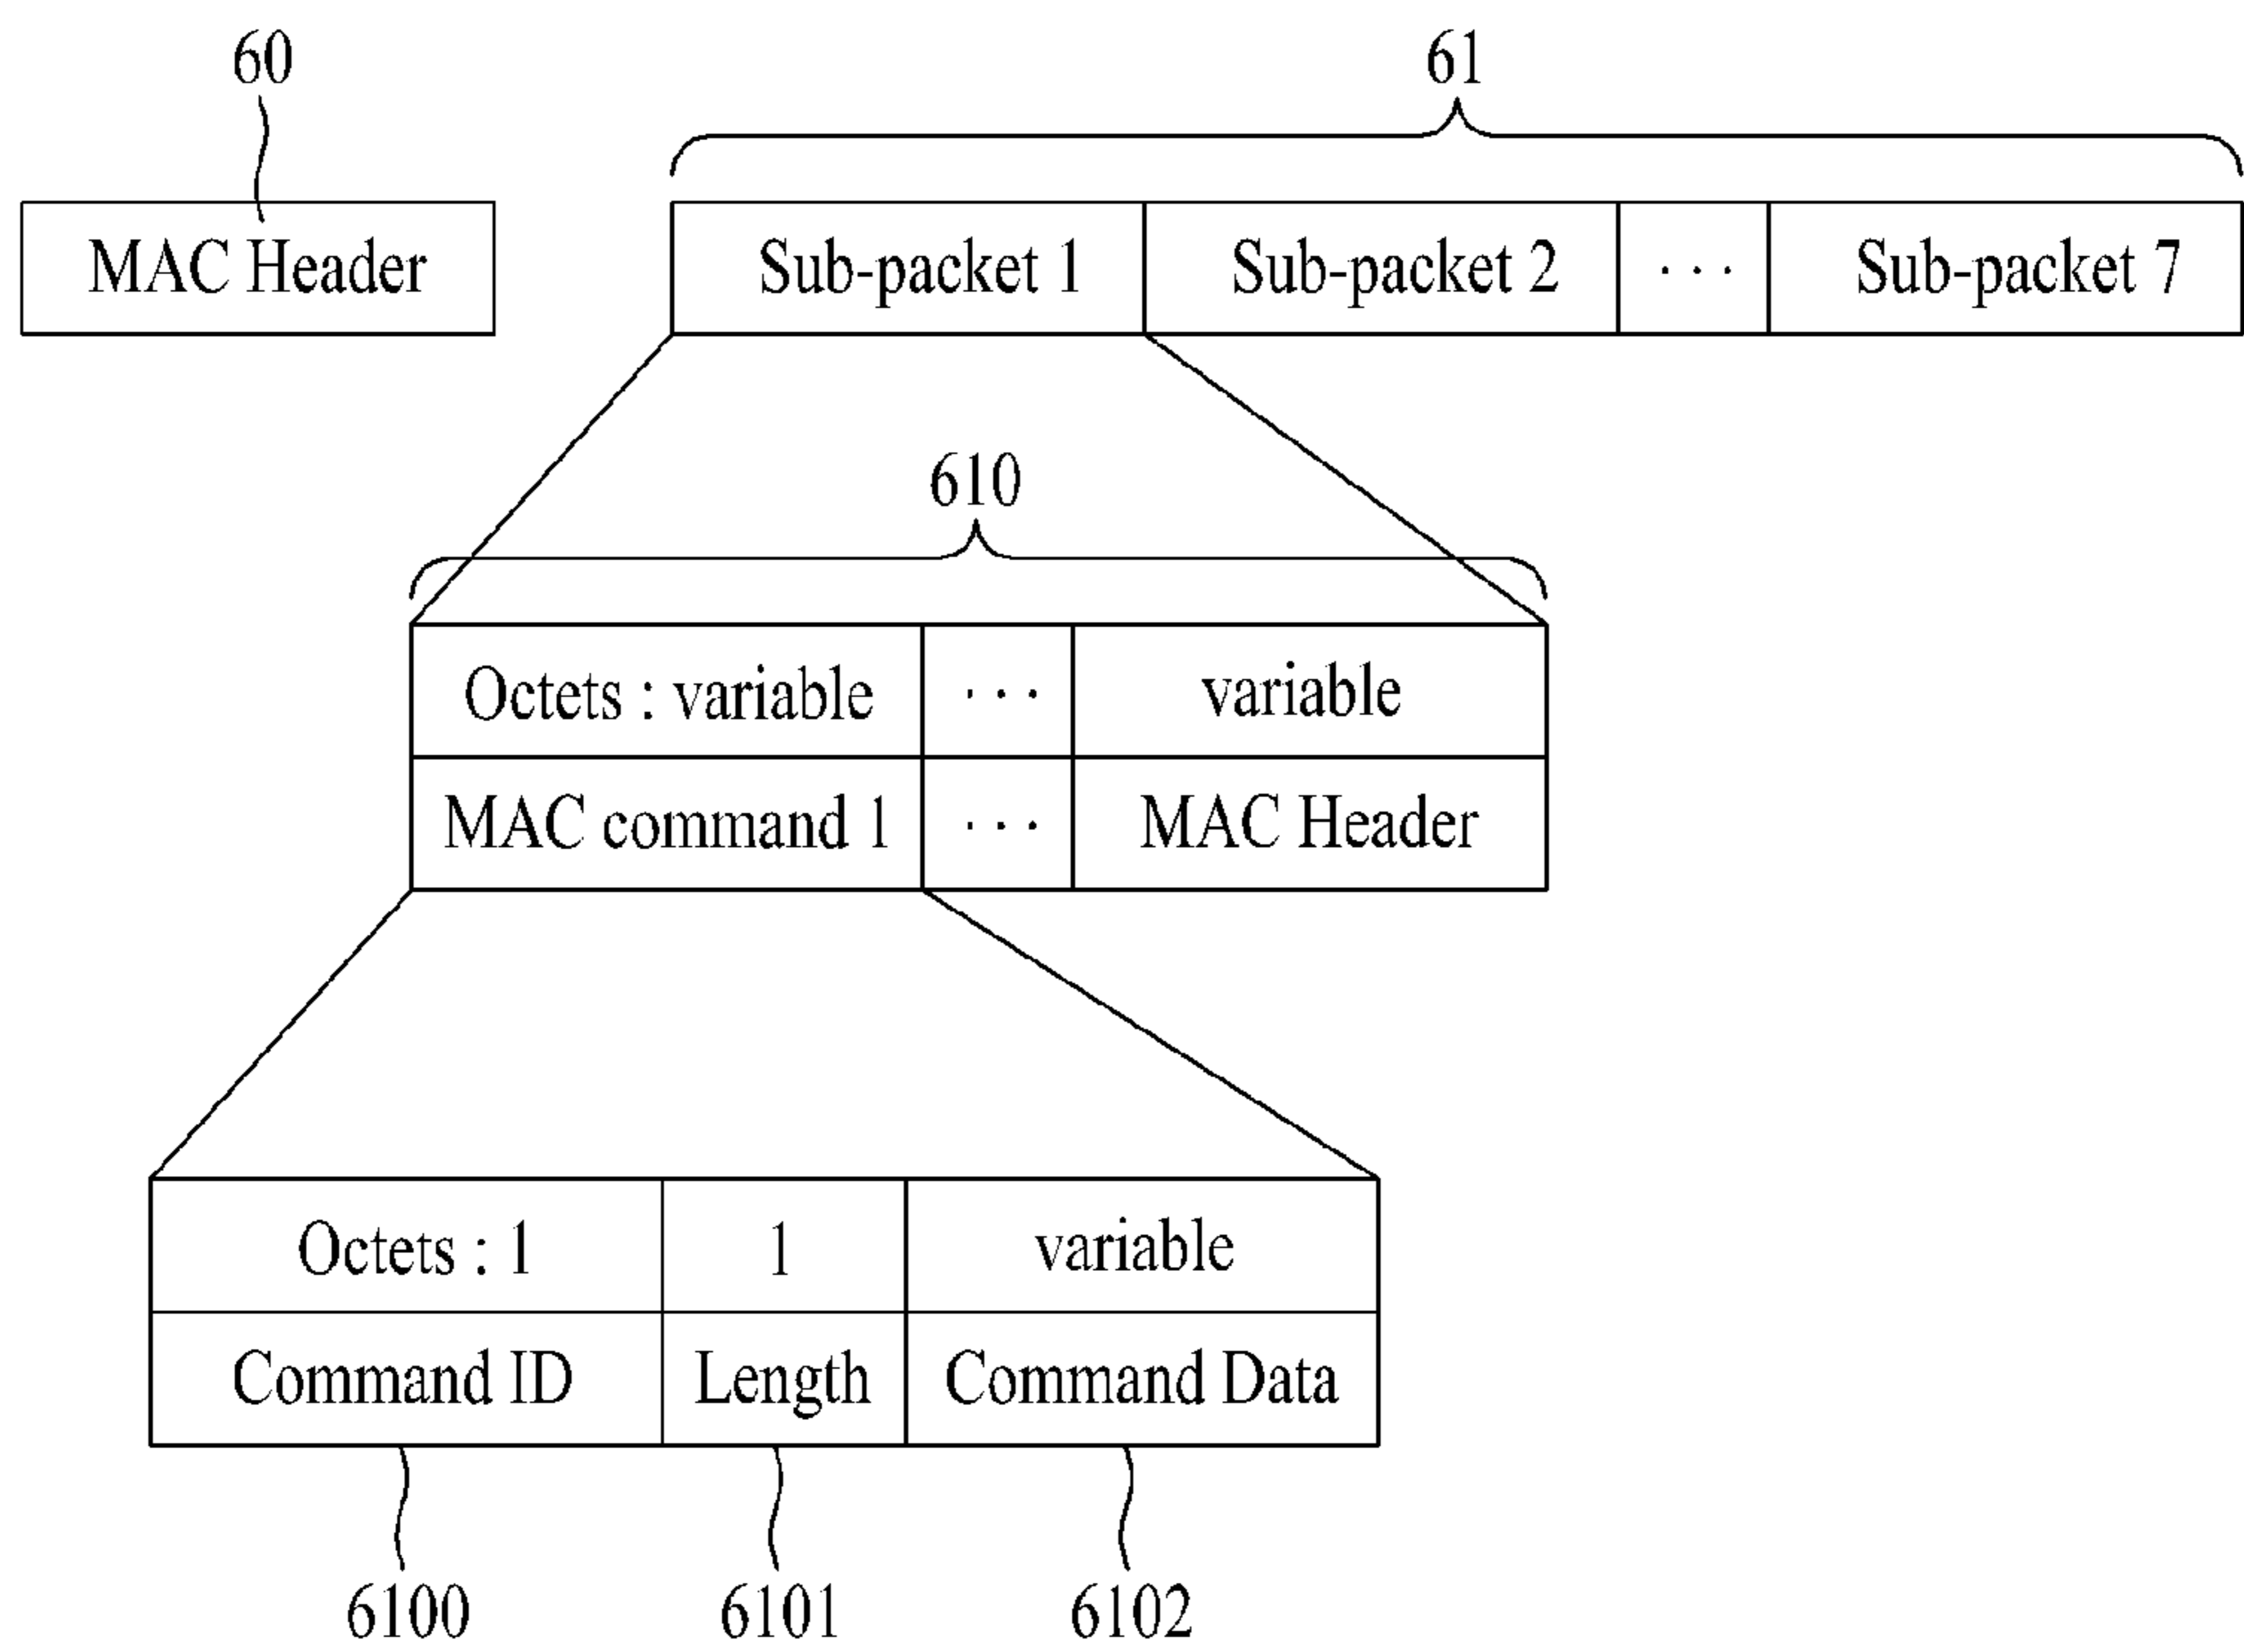 60 61
MAC Header Sub-packet 1 Sub-packet 2 ... Sub-packet 7
610
Octets : variable ... variable
MAC command 1 ... MAC Header
Octets : 1 1 variable
Command ID Length Command Data
6100 6101 6102